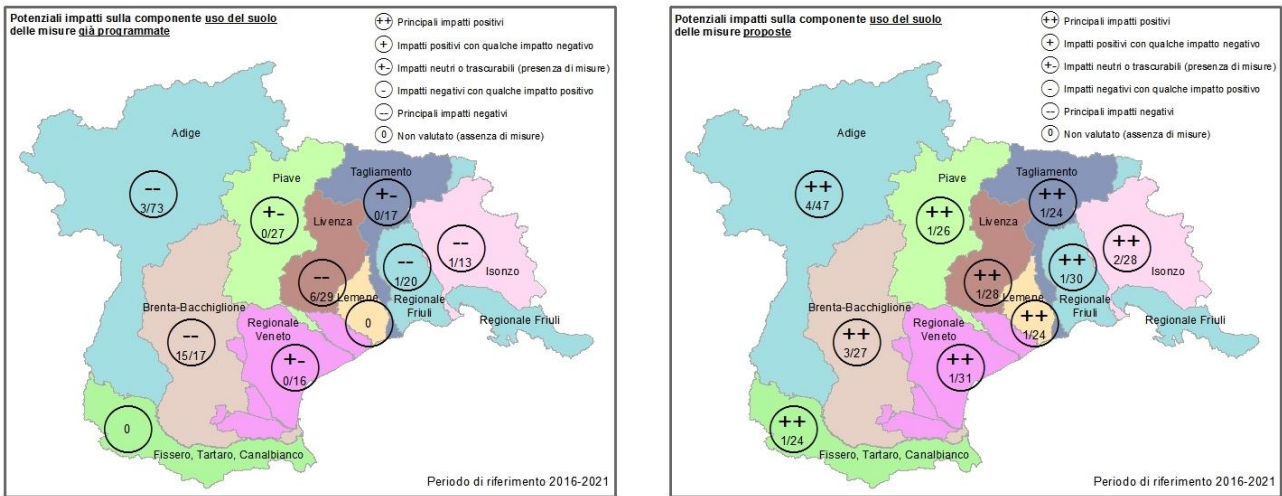 Potenziali impatti sulla componente uso del suolo
delle misure già programmate
++ Principali impatti positivi
+ Impatti positivi con qualche impatto negativo
+- Impatti neutri o trascurabili (presenza di misure)
- Impatti negativi con qualche impatto positivo
-- Principali impatti negativi
0 Non valutato (assenza di misure)
Adige
--
3/73
Piave
+-
0/27
Tagliamento
+-
0/17
Livenza
--
6/29
--
1/13
Isonzo
--
1/20
Lemene
0
Regionale
Friuli
Regionale Friuli
Brenta-Bacchiglione
--
15/17
Regionale
Veneto
+-
0/16
0
Fissero, Tartaro, Canalbianco
Periodo di riferimento 2016-2021
Potenziali impatti sulla componente uso del suolo
delle misure proposte
++ Principali impatti positivi
+ Impatti positivi con qualche impatto negativo
+- Impatti neutri o trascurabili (presenza di misure)
- Impatti negativi con qualche impatto positivo
-- Principali impatti negativi
0 Non valutato (assenza di misure)
Adige
++
4/47
Piave
++
1/26
Tagliamento
++
1/24
Livenza
++
1/28
++
2/28
Isonzo
++
1/30
Lemene
++
1/24
Regionale
Friuli
Regionale Friuli
Brenta-Bacchiglione
++
3/27
Regionale
Veneto
++
1/31
++
1/24
Fissero, Tartaro, Canalbianco
Periodo di riferimento 2016-2021